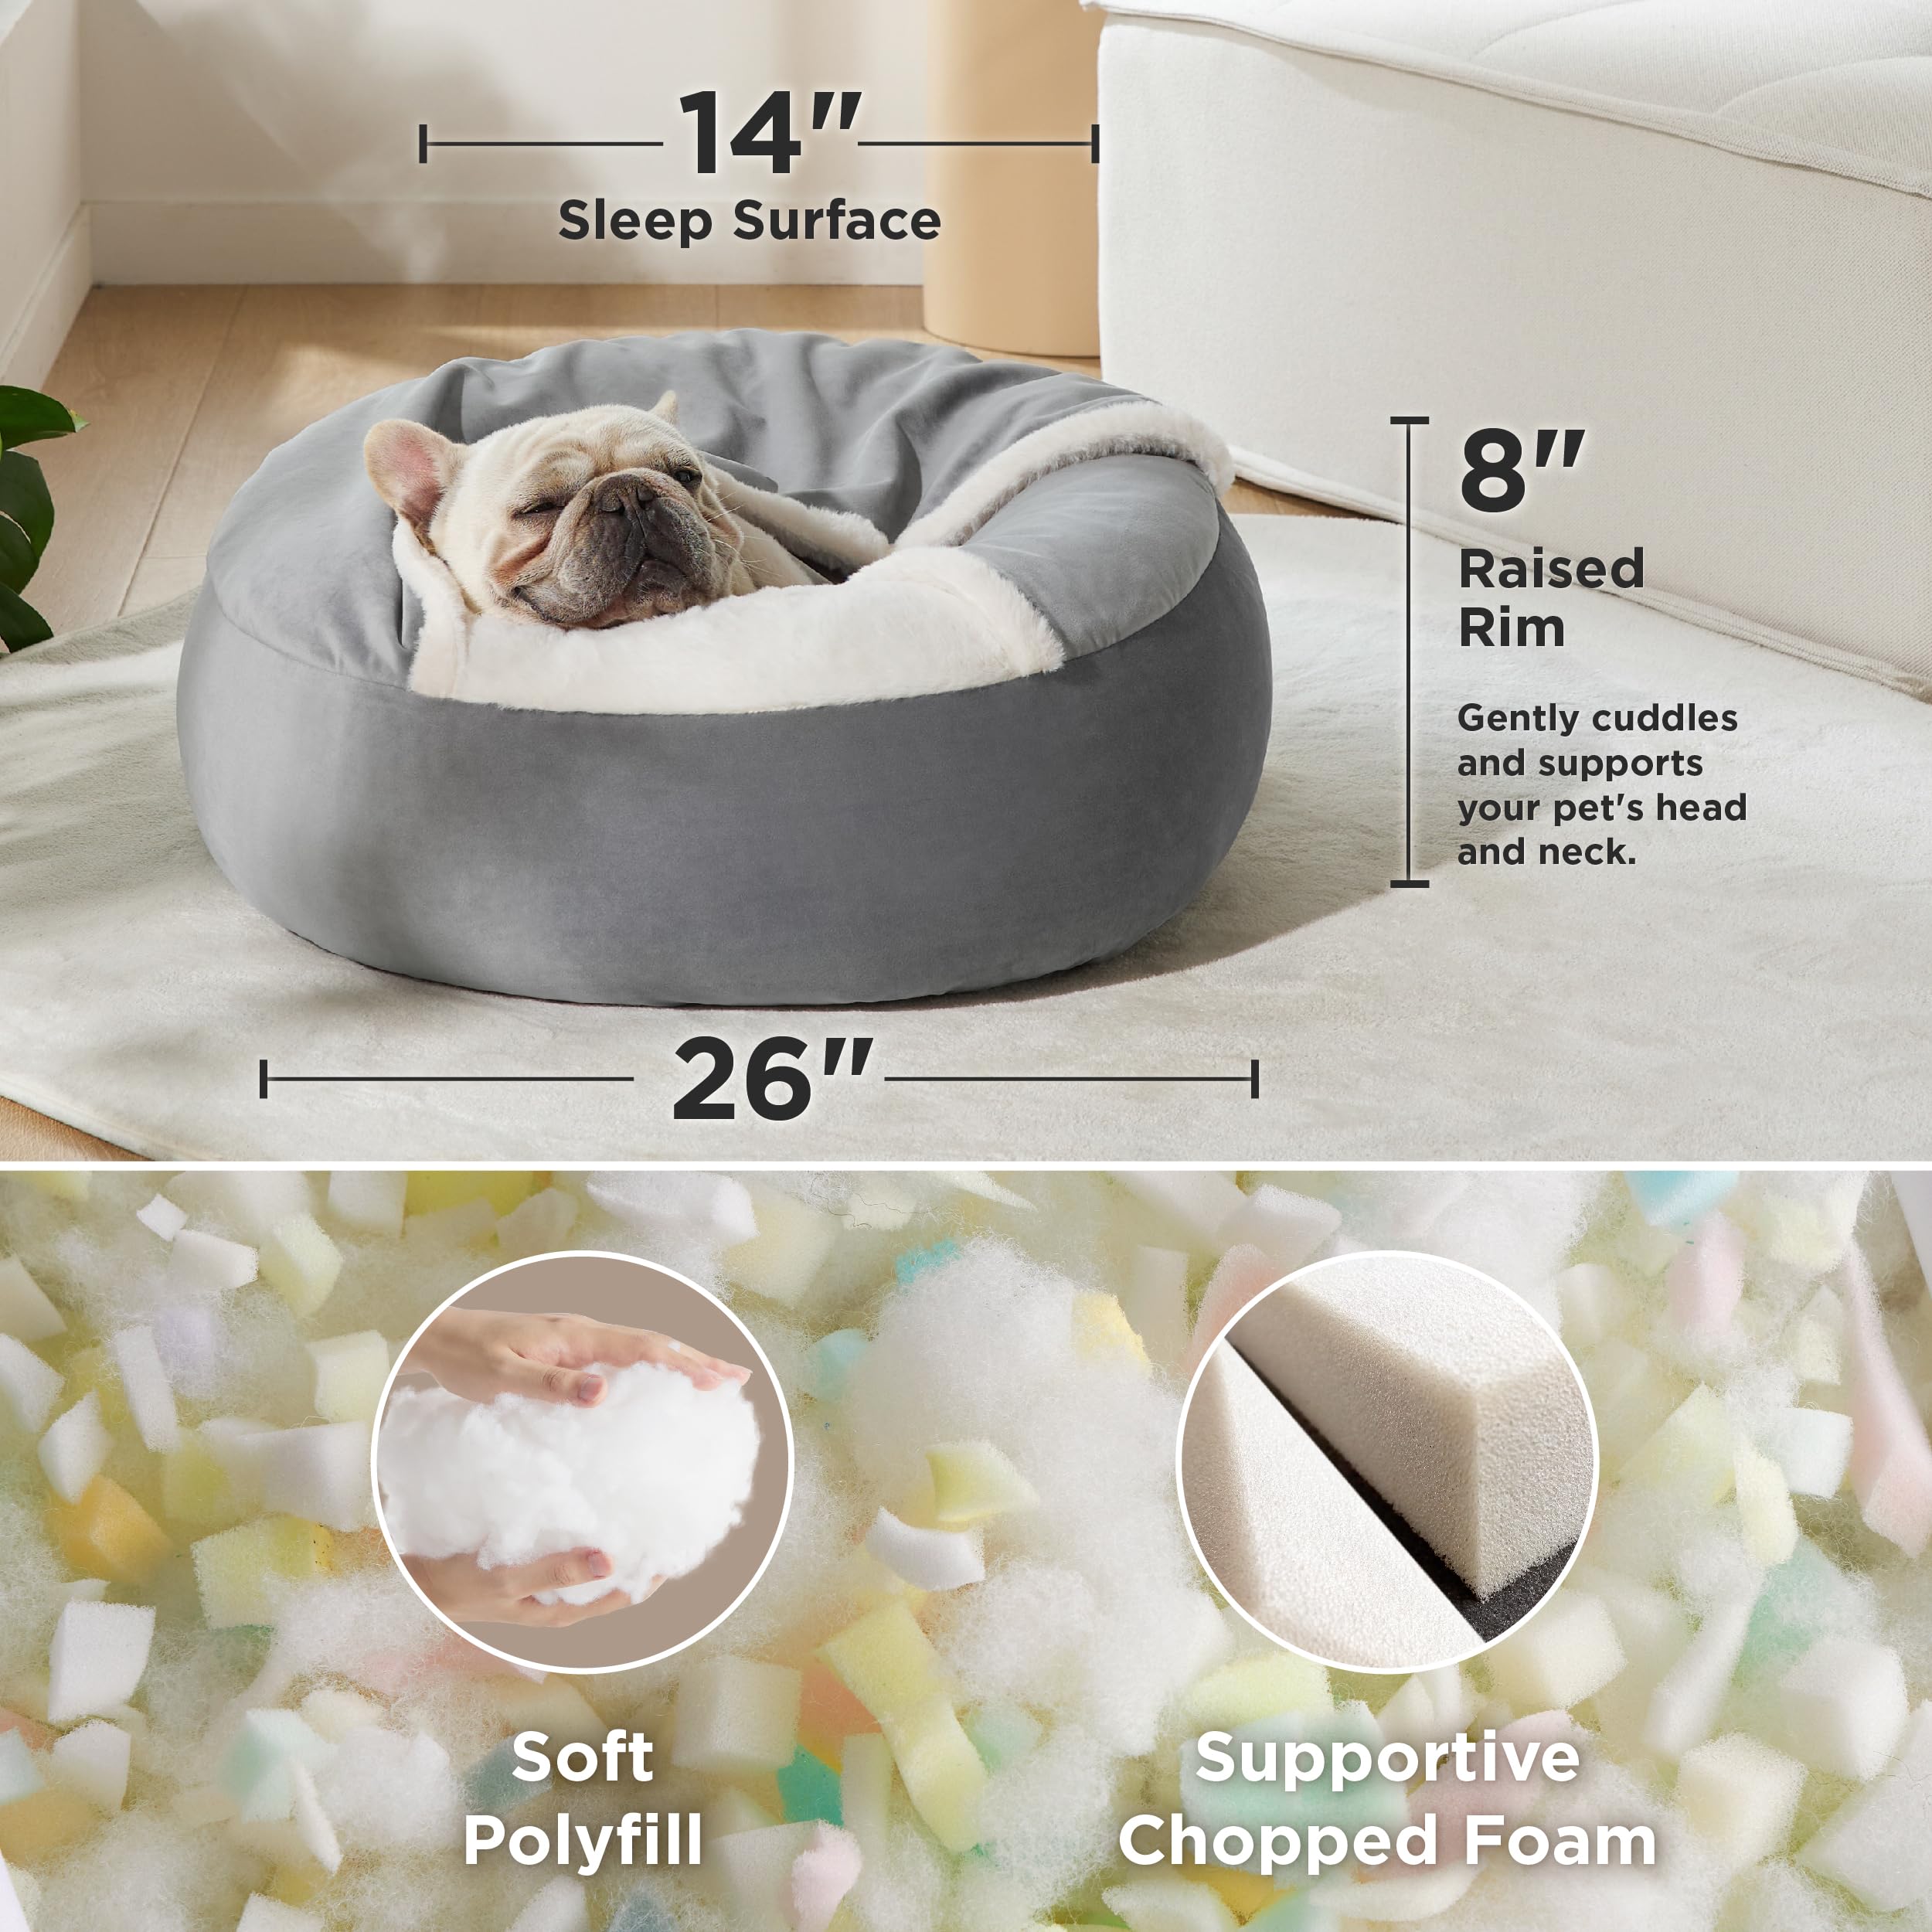 14"
Sleep Surface
8"
Raised
Rim
Gently cuddles
and supports
your pet's head
and neck.
26"
Soft
Polyfill
Supportive
Chopped Foam